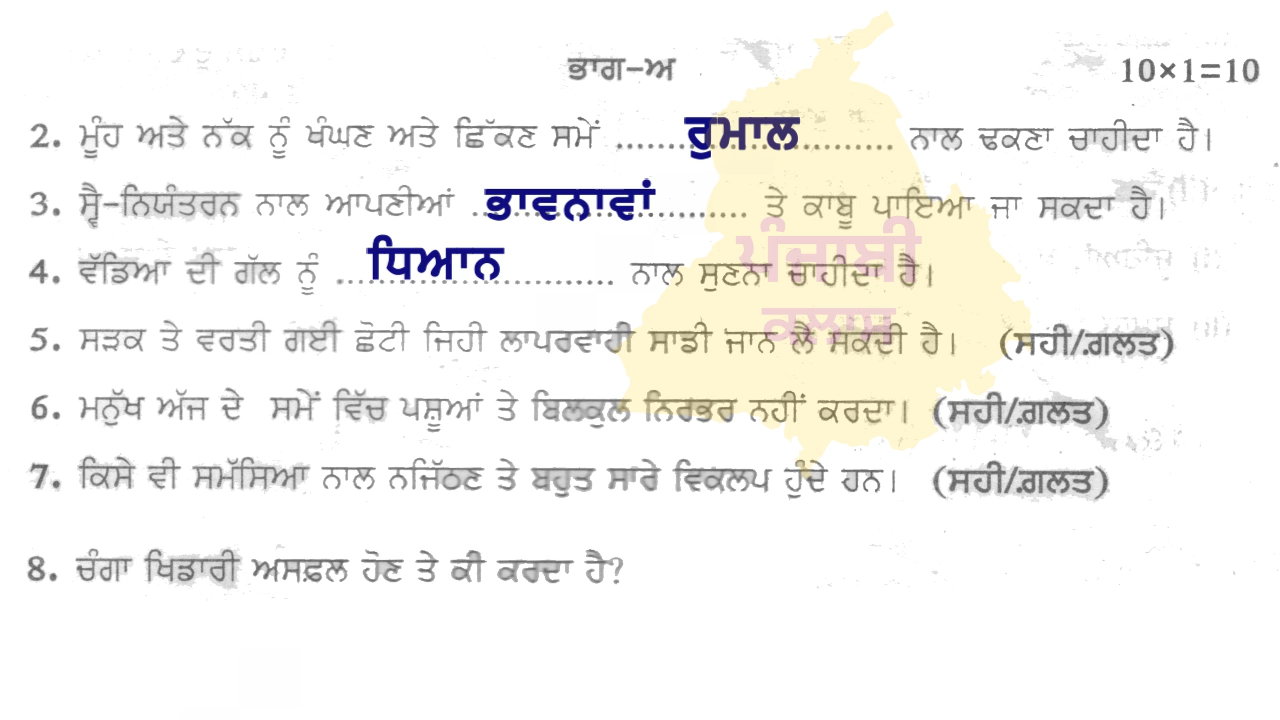 ਭਾਗ-ਅ 10×1=10
2. ਮੂੰਹ ਅਤੇ ਨੱਕ ਨੂੰ ਖੰਘਣ ਅਤੇ ਛਿੱਕਣ ਸਮੇਂ ........ਰੁਮਾਲ........ ਨਾਲ ਢਕਣਾ ਚਾਹੀਦਾ ਹੈ।
3. ਸ੍ਵੈ-ਨਿਯੰਤਰਨ ਨਾਲ ਆਪਣੀਆਂ ..ਭਾਵਨਾਵਾਂ........ ਤੇ ਕਾਬੂ ਪਾਇਆ ਜਾ ਸਕਦਾ ਹੈ।
4. ਵੱਡਿਆ ਦੀ ਗੱਲ ਨੂੰ ...ਧਿਆਨ........... ਨਾਲ ਸੁਣਨਾ ਚਾਹੀਦਾ ਹੈ।
ਪੰਜਾਬੀ
ਕਲਾਸ
5. ਸੜਕ ਤੇ ਵਰਤੀ ਗਈ ਛੋਟੀ ਜਿਹੀ ਲਾਪਰਵਾਹੀ ਸਾਡੀ ਜਾਨ ਲੈ ਸਕਦੀ ਹੈ। (ਸਹੀ/ਗ਼ਲਤ)
6. ਮਨੁੱਖ ਅੱਜ ਦੇ ਸਮੇਂ ਵਿੱਚ ਪਸ਼ੂਆਂ ਤੇ ਬਿਲਕੁਲ ਨਿਰਭਰ ਨਹੀਂ ਕਰਦਾ। (ਸਹੀ/ਗ਼ਲਤ)
7. ਕਿਸੇ ਵੀ ਸਮੱਸਿਆ ਨਾਲ ਨਜਿੱਠਣ ਤੇ ਬਹੁਤ ਸਾਰੇ ਵਿਕਲਪ ਹੁੰਦੇ ਹਨ। (ਸਹੀ/ਗ਼ਲਤ)
8. ਚੰਗਾ ਖਿਡਾਰੀ ਅਸਫ਼ਲ ਹੋਣ ਤੇ ਕੀ ਕਰਦਾ ਹੈ?